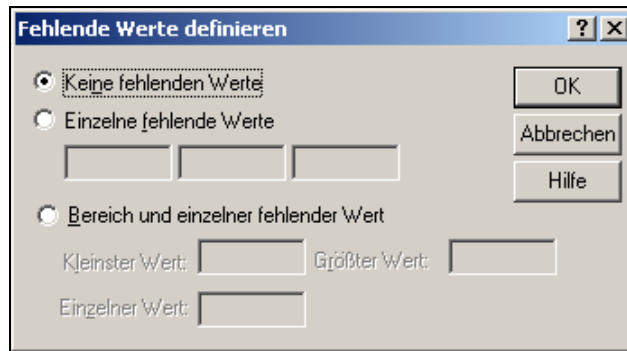 Fehlende Werte definieren
Keine fehlenden Werte
OK
Einzelne fehlende Werte
Abbrechen
Hilfe
Bereich und einzelner fehlender Wert
Kleinster Wert: Größter Wert:
Einzelner Wert: